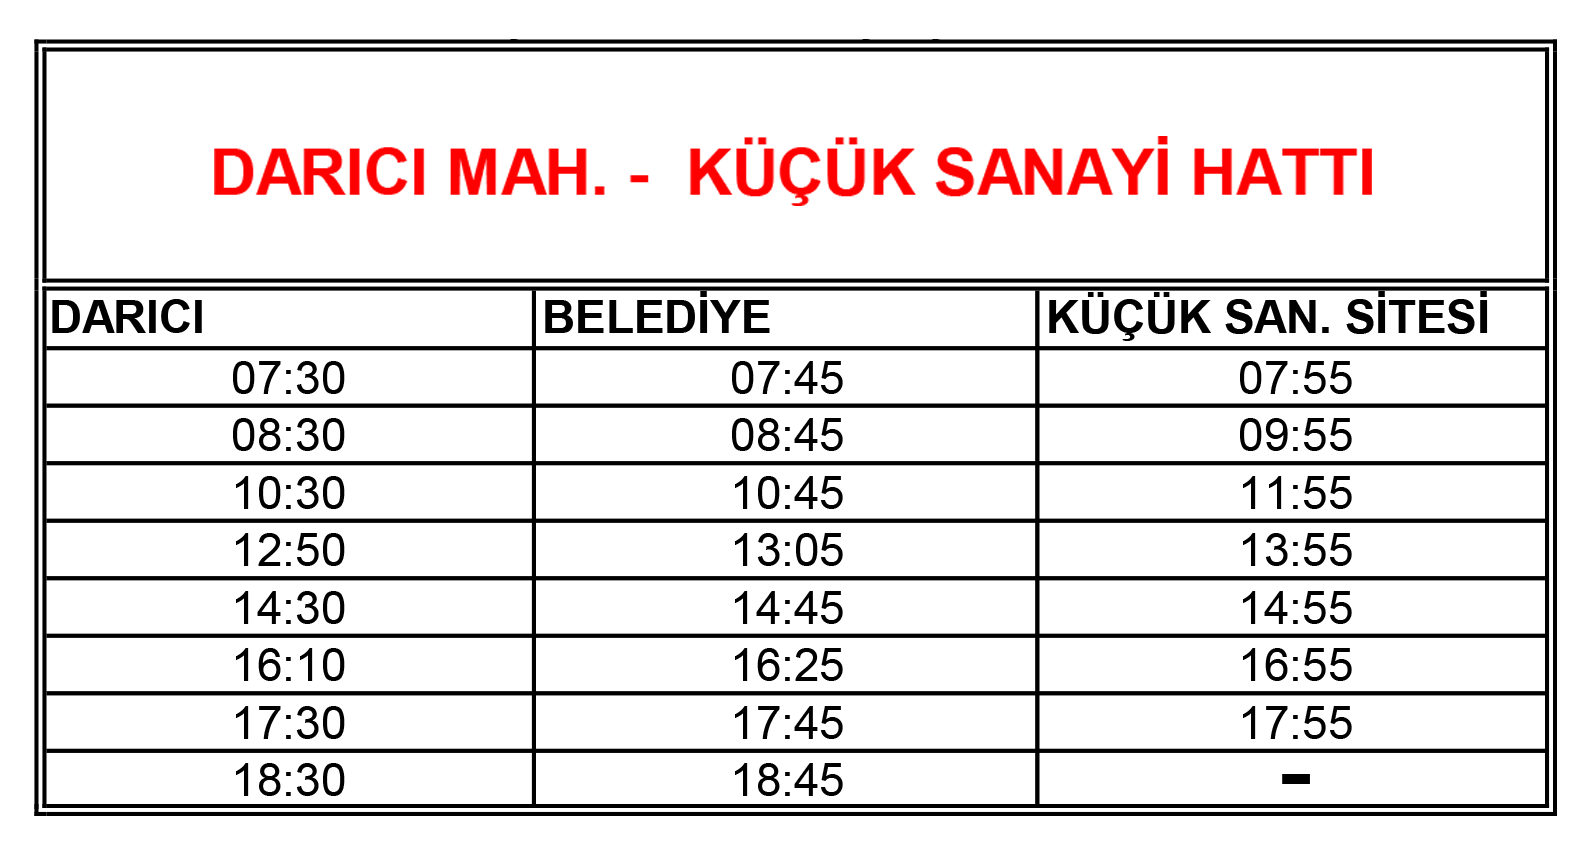 DARICI MAH. - KÜÇÜK SANAYİ HATTI
DARICI BELEDİYE KÜÇÜK SAN. SİTESİ
07:30 07:45 07:55
08:30 08:45 09:55
10:30 10:45 11:55
12:50 13:05 13:55
14:30 14:45 14:55
16:10 16:25 16:55
17:30 17:45 17:55
18:30 18:45 -